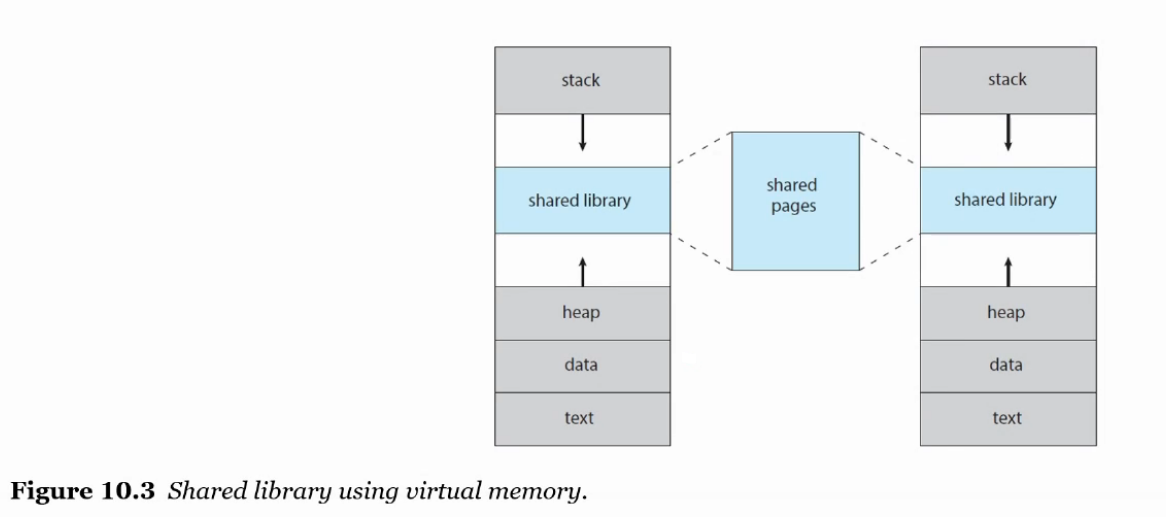 stack
shared library
heap
data
text
shared
pages
stack
shared library
heap
data
text
Figure 10.3 Shared library using virtual memory.